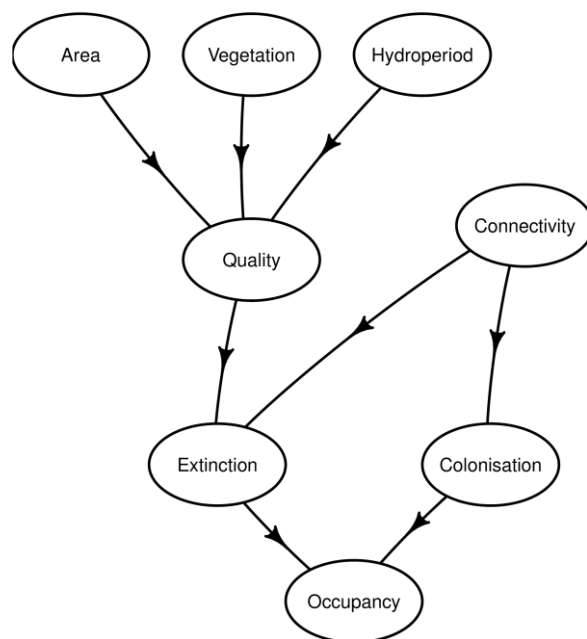 Area
Vegetation
Hydroperiod
Connectivity
Quality
Extinction
Colonisation
Occupancy